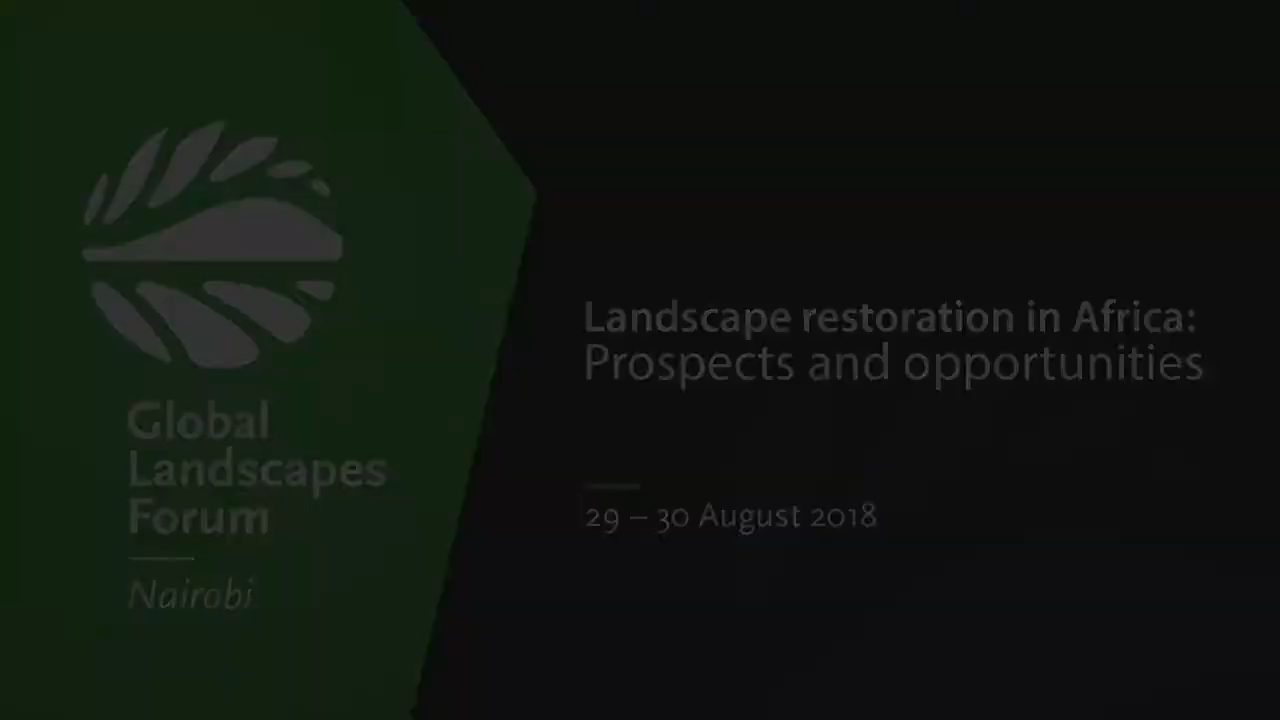 Global
Landscapes
Forum
Nairobi
Landscape restoration in Africa:
Prospects and opportunities
29 – 30 August 2018